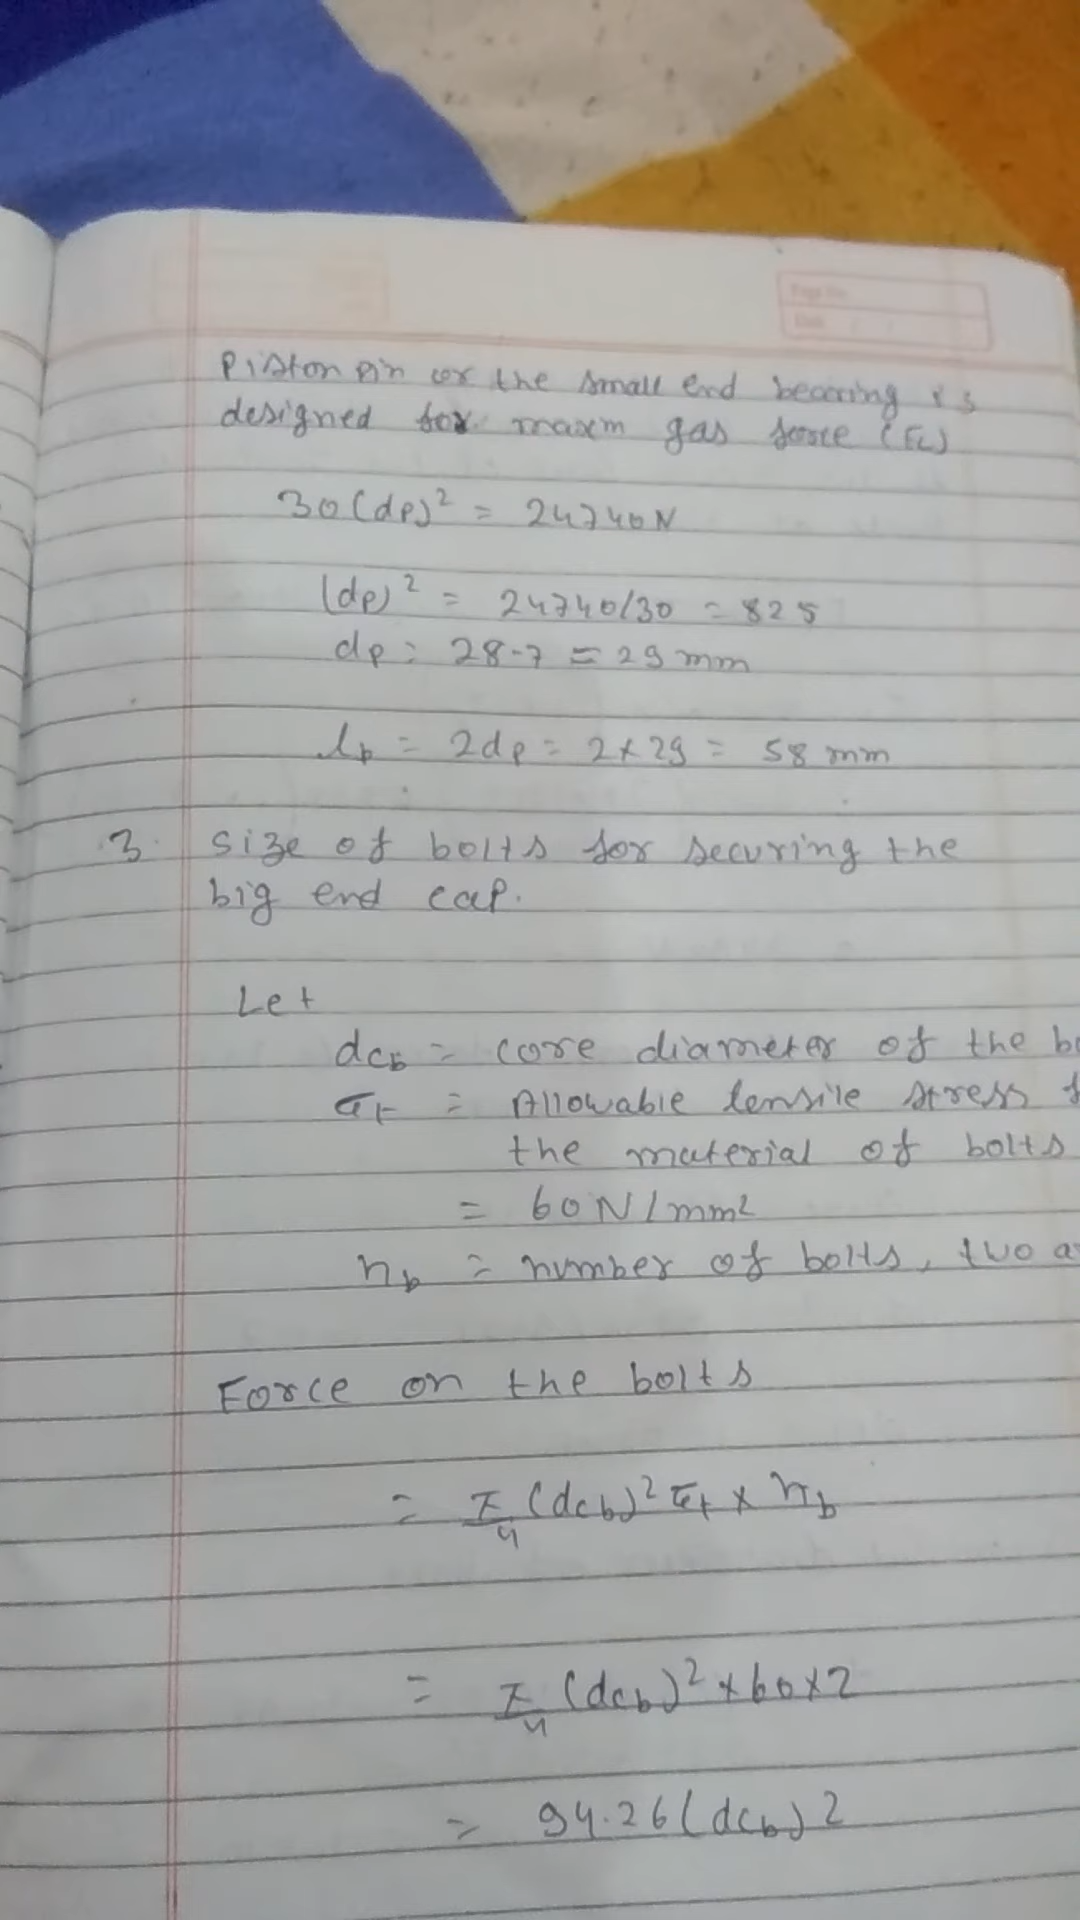 Page No.
Date
Piston pin or the small end bearing is
designed for maxm gas force (FL)
30(dp)² = 24740N
(dp)² = 24740/30 = 825
dp = 28.7 = 29 mm
lp = 2dp = 2×29 = 58 mm
3. Size of bolts for securing the
big end cap.
Let
dcb = core diameter of the
σt = Allowable tensile stress
the material of bolts
= 60 N/mm²
nb = number of bolts, two
Force on the bolts
= π/4 (dcb)² σt × nb
= π/4 (dcb)² × 60 × 2
= 94.26 (dcb)2